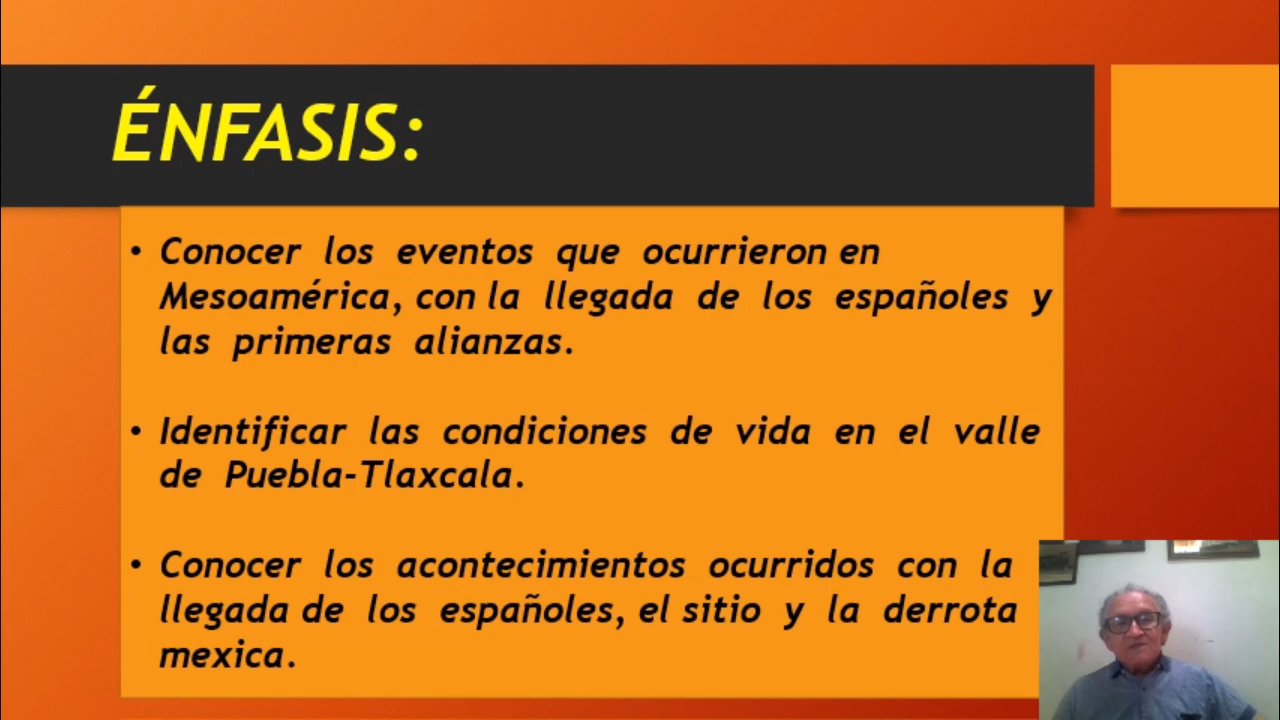 ÉNFASIS:
• Conocer los eventos que ocurrieron en
Mesoamérica, con la llegada de los españoles y
las primeras alianzas.
• Identificar las condiciones de vida en el valle
de Puebla-Tlaxcala.
• Conocer los acontecimientos ocurridos con la
llegada de los españoles, el sitio y la derrota
mexica.